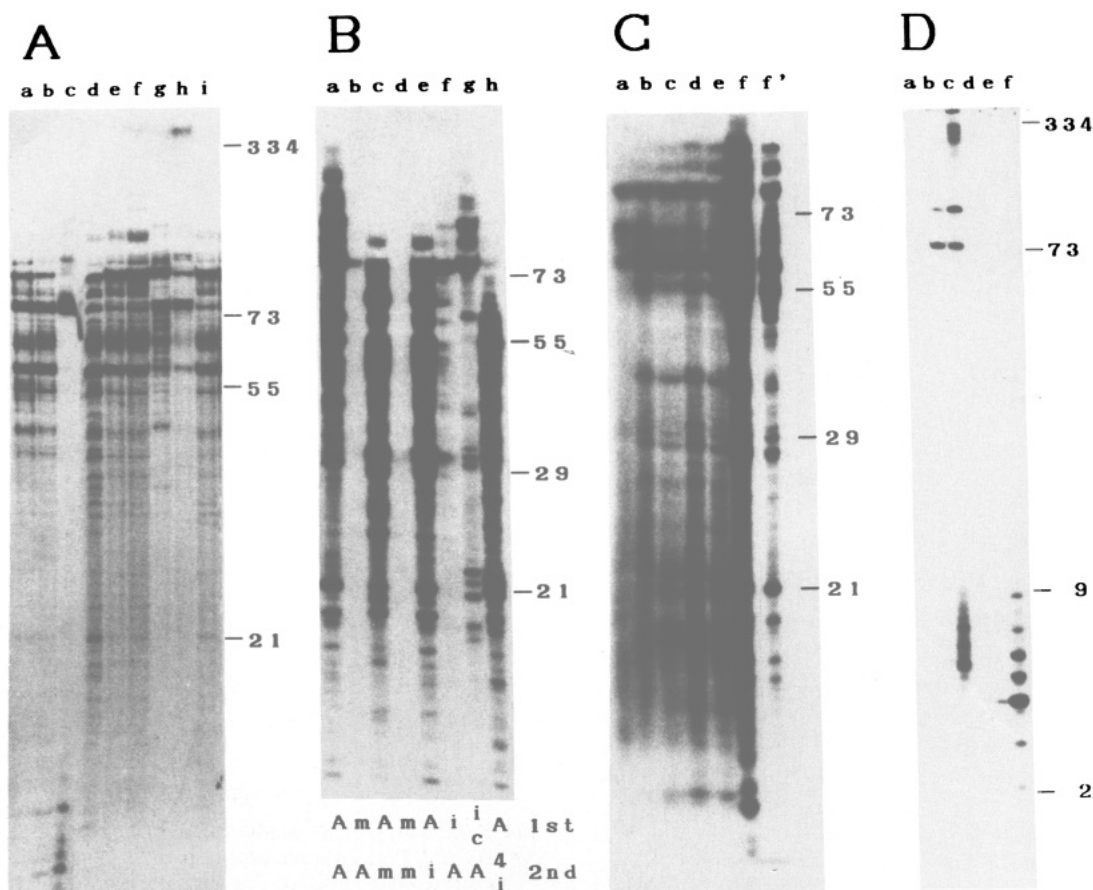 A
B
C
D
a b c d e f g h i
a b c d e f g h
a b c d e f f'
a b c d e f
334
73
55
21
73
55
29
21
73
55
29
21
334
73
9
2
A m A m A i i c A 1st
A A m m i A A 4 i 2nd